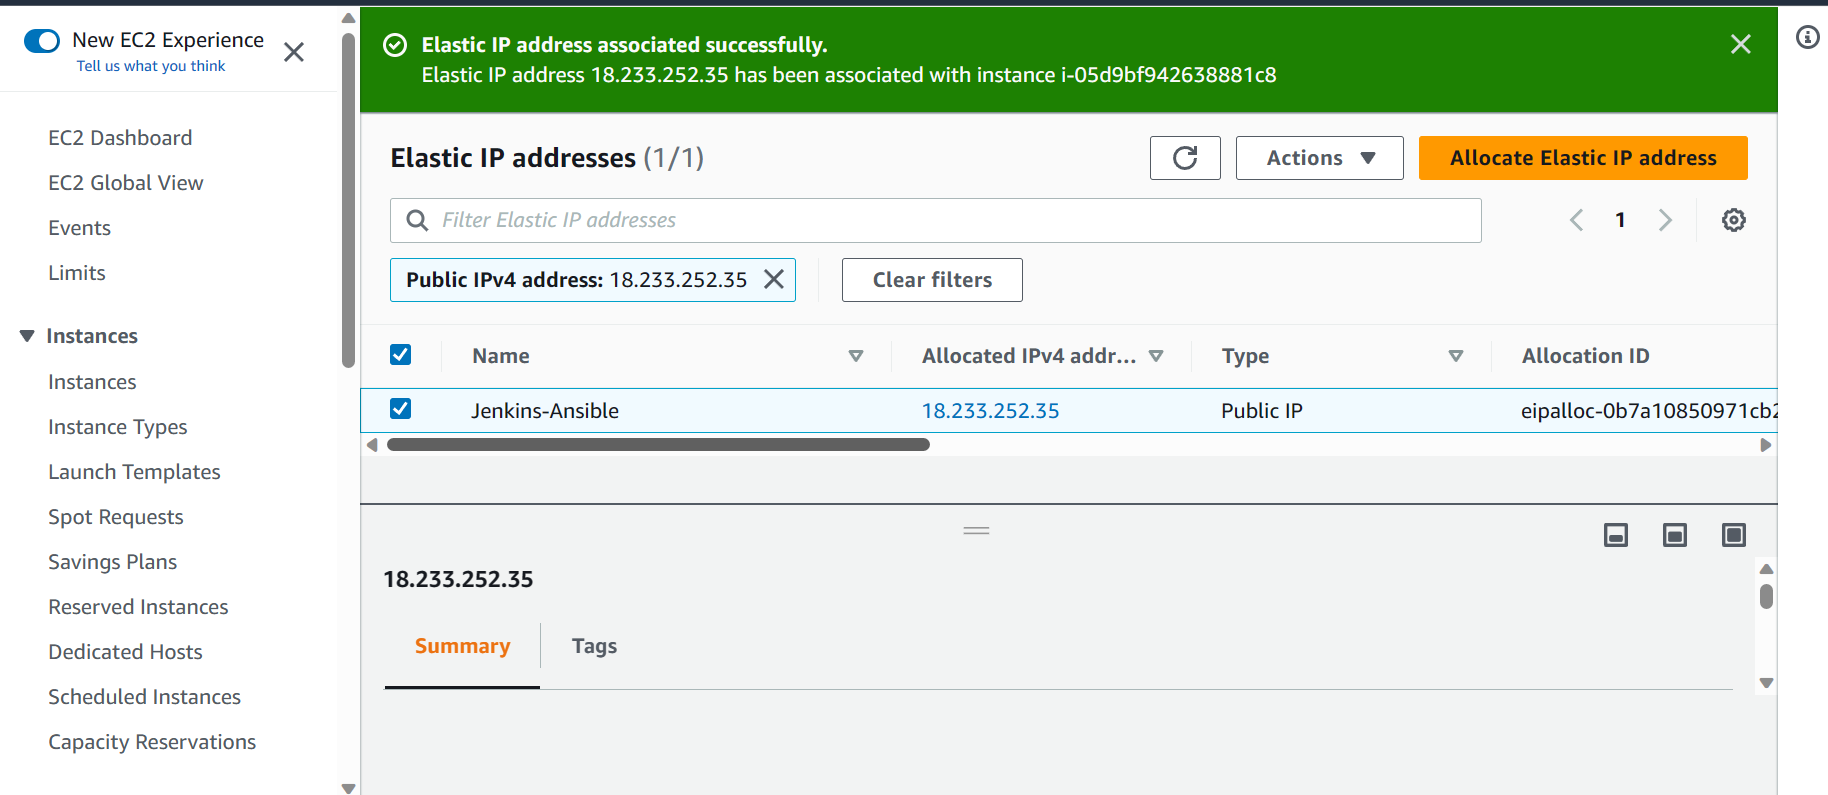 New EC2 Experience
Tell us what you think
EC2 Dashboard
EC2 Global View
Events
Limits
Instances
Instances
Instance Types
Launch Templates
Spot Requests
Savings Plans
Reserved Instances
Dedicated Hosts
Scheduled Instances
Capacity Reservations
Elastic IP address associated successfully.
Elastic IP address 18.233.252.35 has been associated with instance i-05d9bf942638881c8
Elastic IP addresses (1/1)
Actions
Allocate Elastic IP address
Filter Elastic IP addresses
1
Public IPv4 address: 18.233.252.35
Clear filters
Name Allocated IPv4 addr... Type Allocation ID
Jenkins-Ansible 18.233.252.35 Public IP eipalloc-0b7a10850971cb2
18.233.252.35
Summary Tags